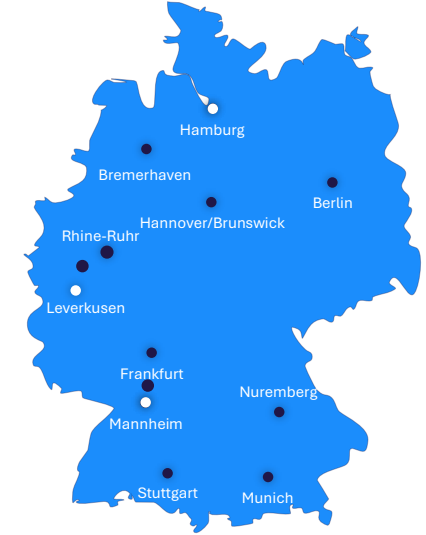 Hamburg
Bremerhaven
Berlin
Hannover/Brunswick
Rhine-Ruhr
Leverkusen
Frankfurt
Nuremberg
Mannheim
Stuttgart
Munich